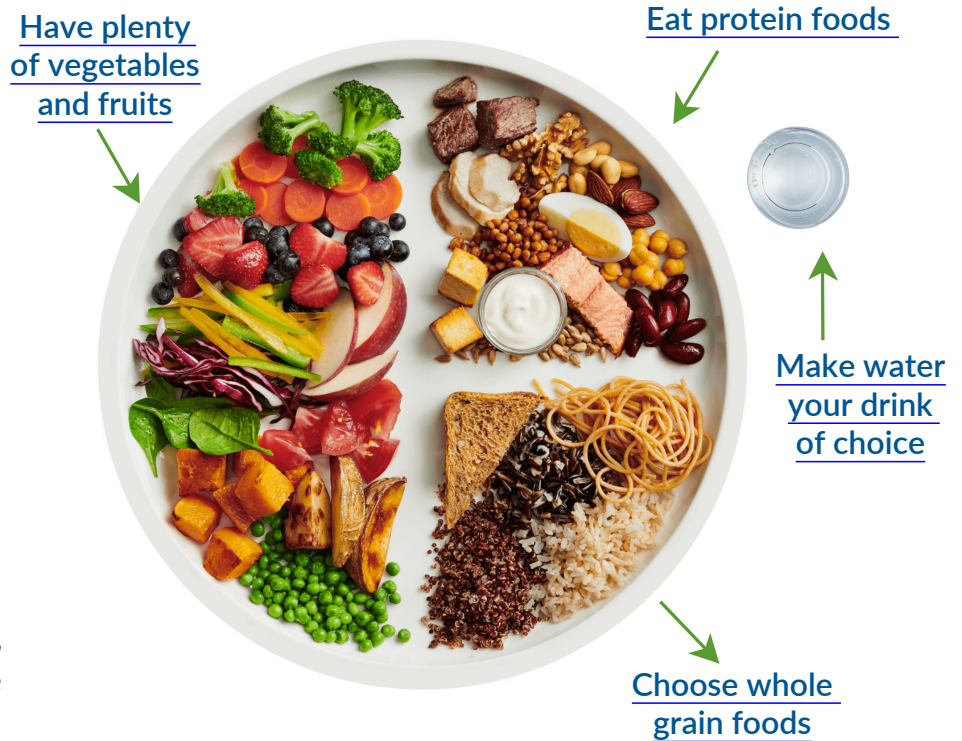 Have plenty
of vegetables
and fruits
Eat protein foods
Make water
your drink
of choice
Choose whole
grain foods